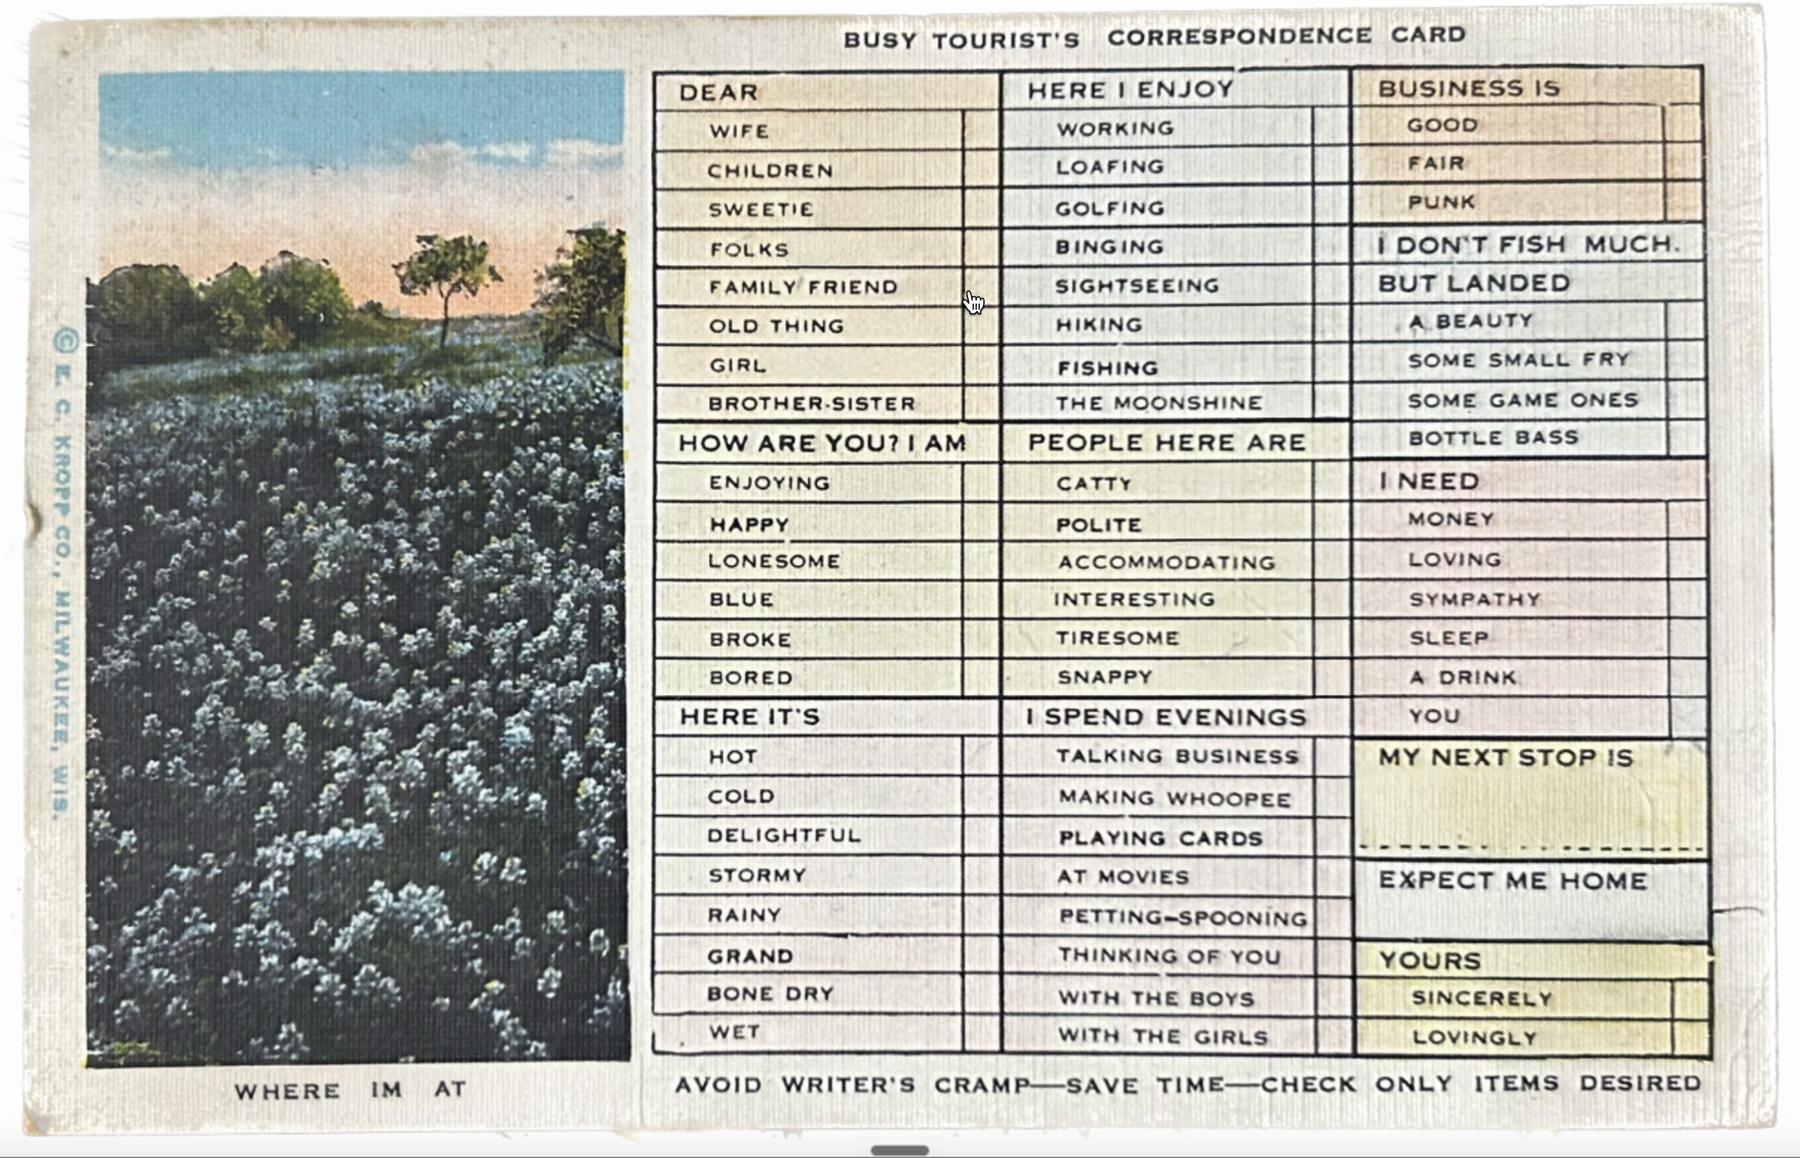 BUSY TOURIST'S CORRESPONDENCE CARD
DEAR
WIFE
CHILDREN
SWEETIE
FOLKS
FAMILY FRIEND
OLD THING
GIRL
BROTHER-SISTER
HOW ARE YOU? I AM
ENJOYING
HAPPY
LONESOME
BLUE
BROKE
BORED
HERE IT'S
HOT
COLD
DELIGHTFUL
STORMY
RAINY
GRAND
BONE DRY
WET
HERE I ENJOY
WORKING
LOAFING
GOLFING
BINGING
SIGHTSEEING
HIKING
FISHING
THE MOONSHINE
PEOPLE HERE ARE
CATTY
POLITE
ACCOMMODATING
INTERESTING
TIRESOME
SNAPPY
I SPEND EVENINGS
TALKING BUSINESS
MAKING WHOOPEE
PLAYING CARDS
AT MOVIES
PETTING-SPOONING
THINKING OF YOU
WITH THE BOYS
WITH THE GIRLS
BUSINESS IS
GOOD
FAIR
PUNK
I DON'T FISH MUCH.
BUT LANDED
A BEAUTY
SOME SMALL FRY
SOME GAME ONES
BOTTLE BASS
I NEED
MONEY
LOVING
SYMPATHY
SLEEP
A DRINK
YOU
MY NEXT STOP IS
EXPECT ME HOME
YOURS
SINCERELY
LOVINGLY
WHERE IM AT
AVOID WRITER'S CRAMP—SAVE TIME—CHECK ONLY ITEMS DESIRED
© E. C. KROPP CO., MILWAUKEE, WIS.